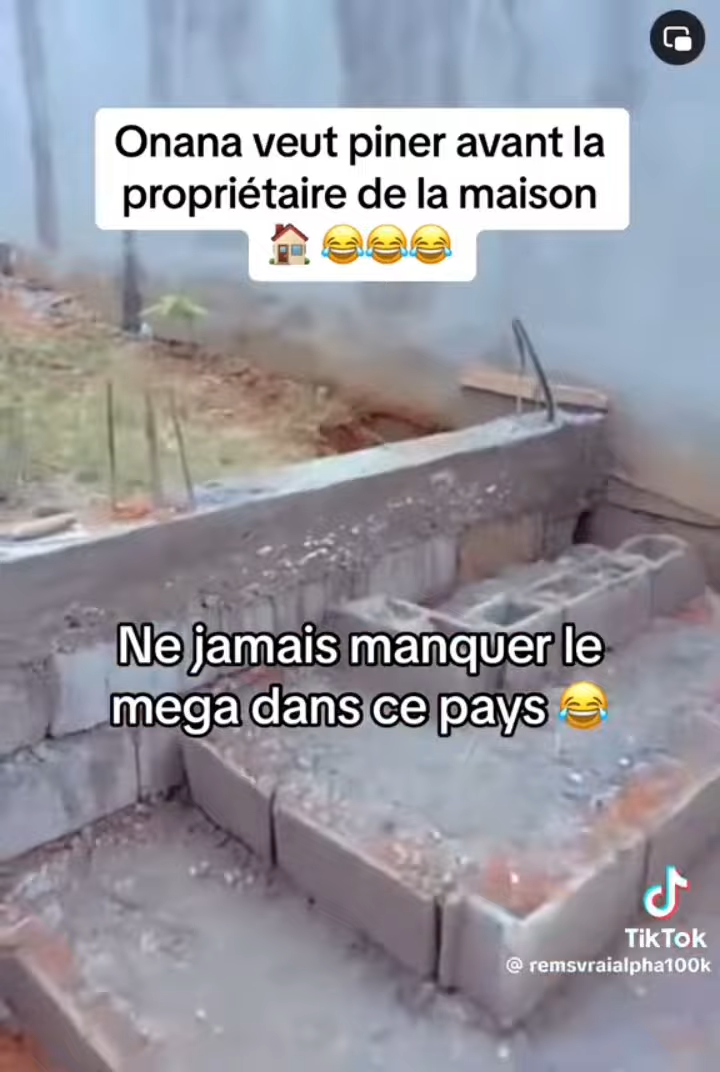 Onana veut piner avant la
propriétaire de la maison
🏠 😂😂😂
Ne jamais manquer le
mega dans ce pays 😂
TikTok
@ remsvraialpha100k